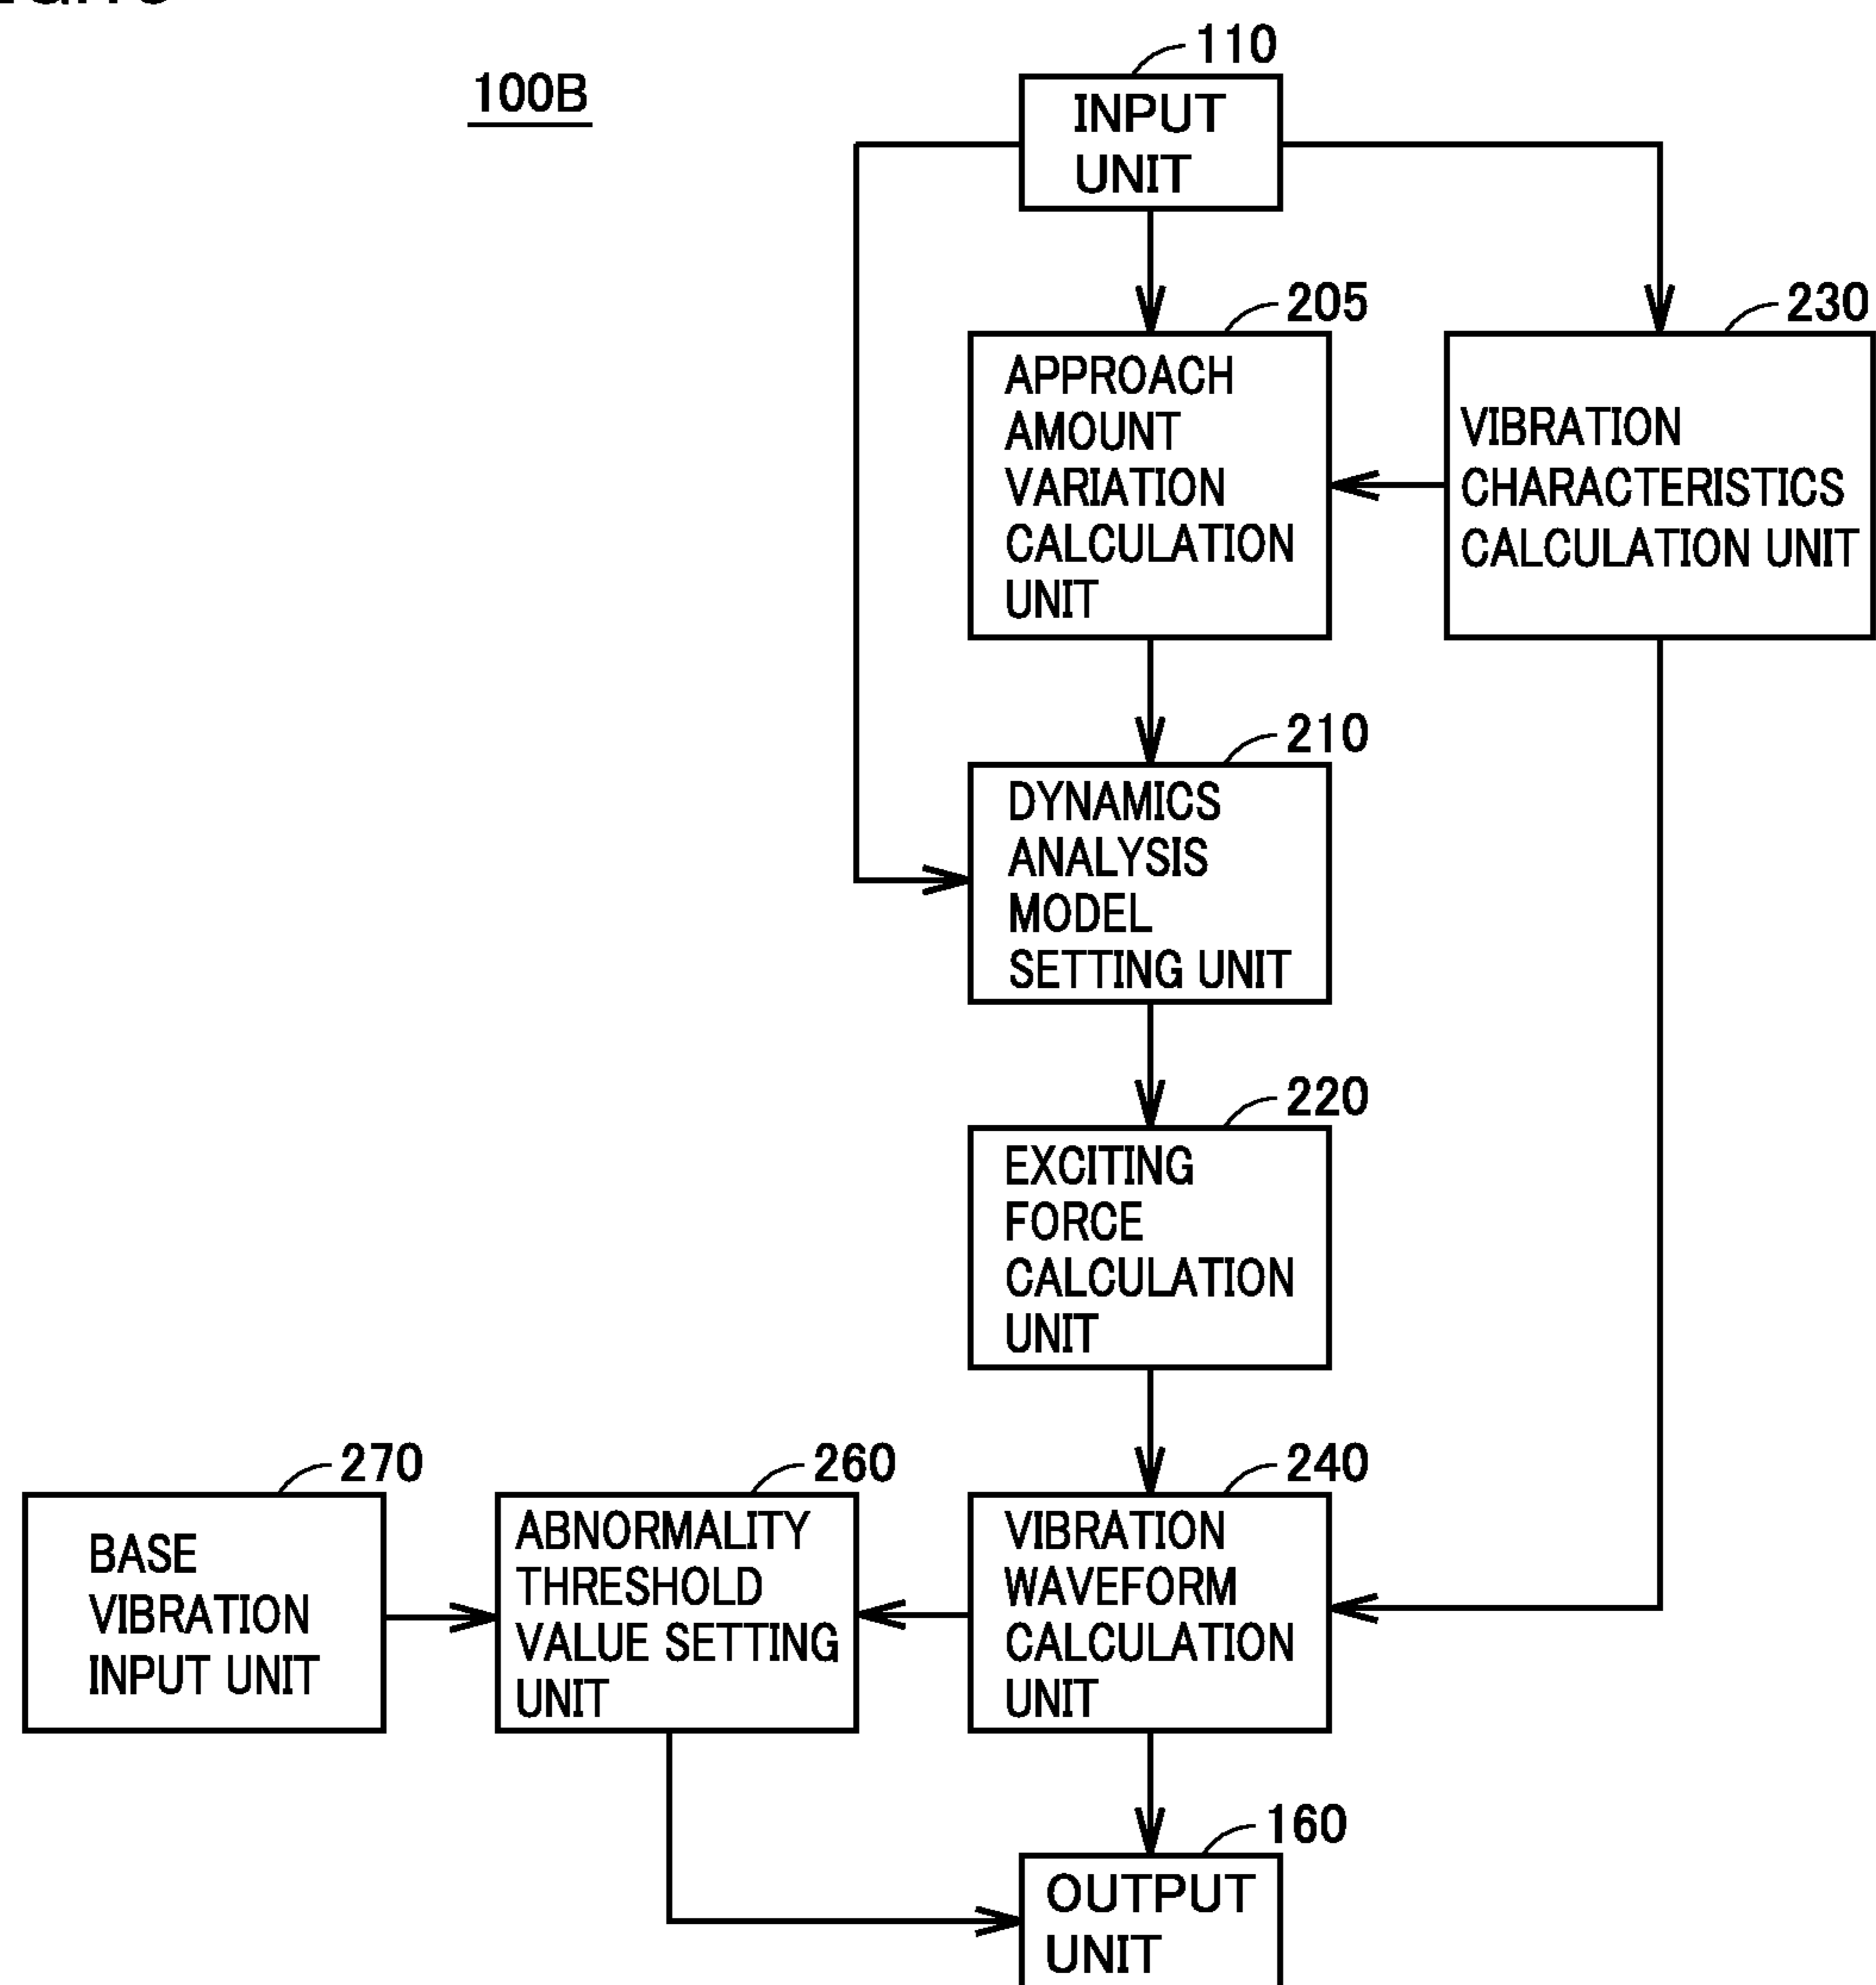 110
100B
INPUT
UNIT
205
230
APPROACH
AMOUNT
VARIATION
CALCULATION
UNIT
VIBRATION
CHARACTERISTICS
CALCULATION UNIT
210
DYNAMICS
ANALYSIS
MODEL
SETTING UNIT
220
EXCITING
FORCE
CALCULATION
UNIT
270
260
240
BASE
VIBRATION
INPUT UNIT
ABNORMALITY
THRESHOLD
VALUE SETTING
UNIT
VIBRATION
WAVEFORM
CALCULATION
UNIT
160
OUTPUT
UNIT